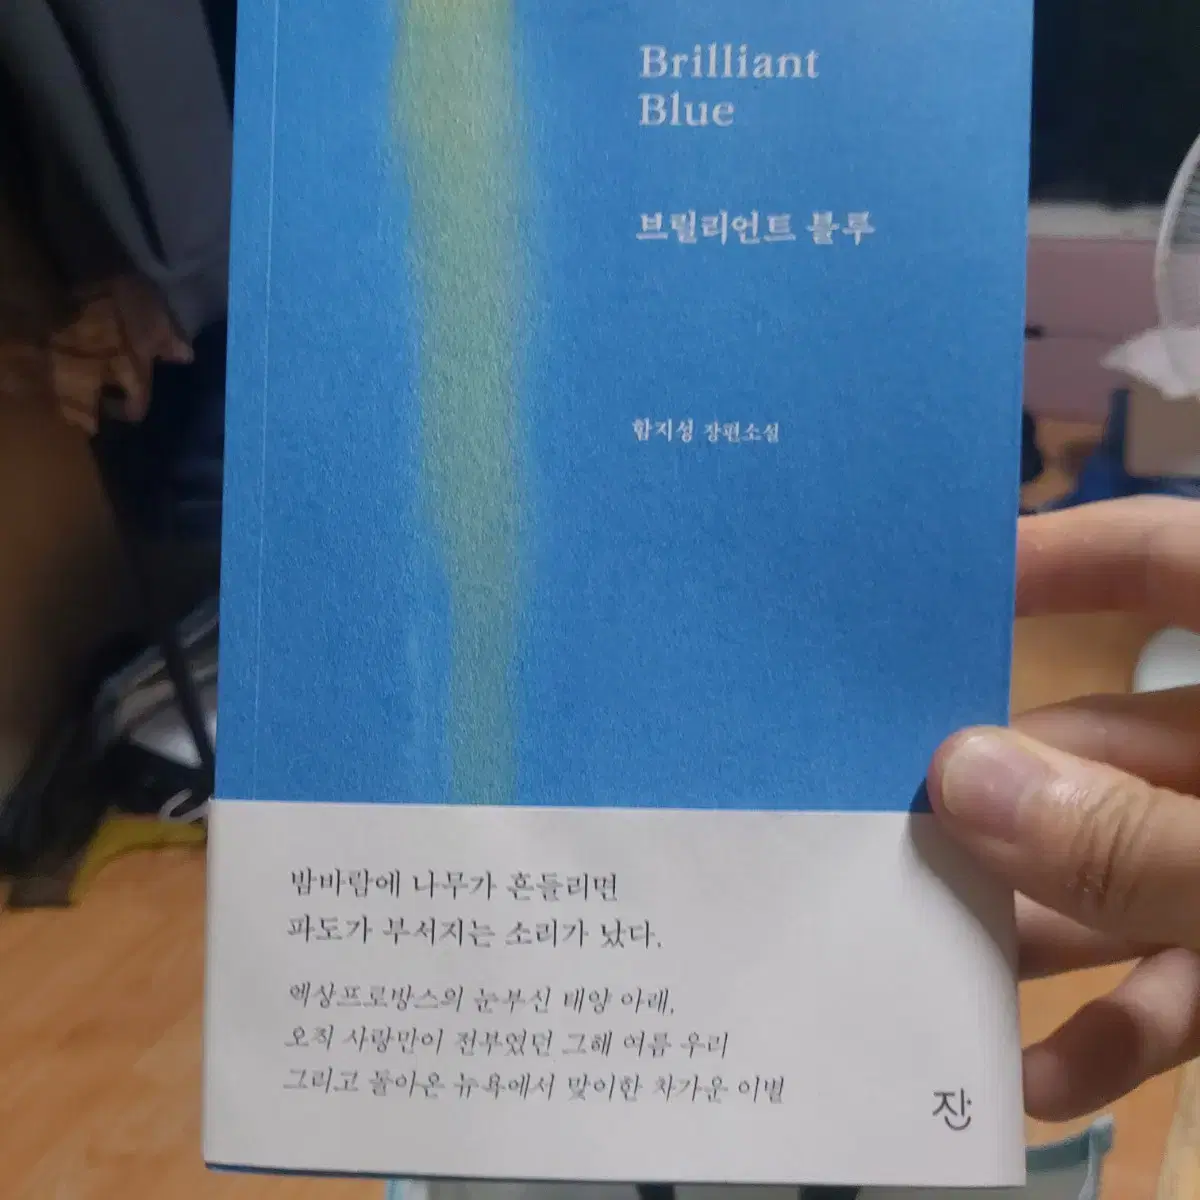 Brilliant
Blue
브릴리언트 블루
함지성 장편소설
밤바람에 나무가 흔들리면
파도가 부서지는 소리가 났다.
엑상프로방스의 눈부신 태양 아래,
오직 사랑만이 전부였던 그해 여름 우리
그리고 돌아온 뉴욕에서 맞이한 차가운 이별
잔